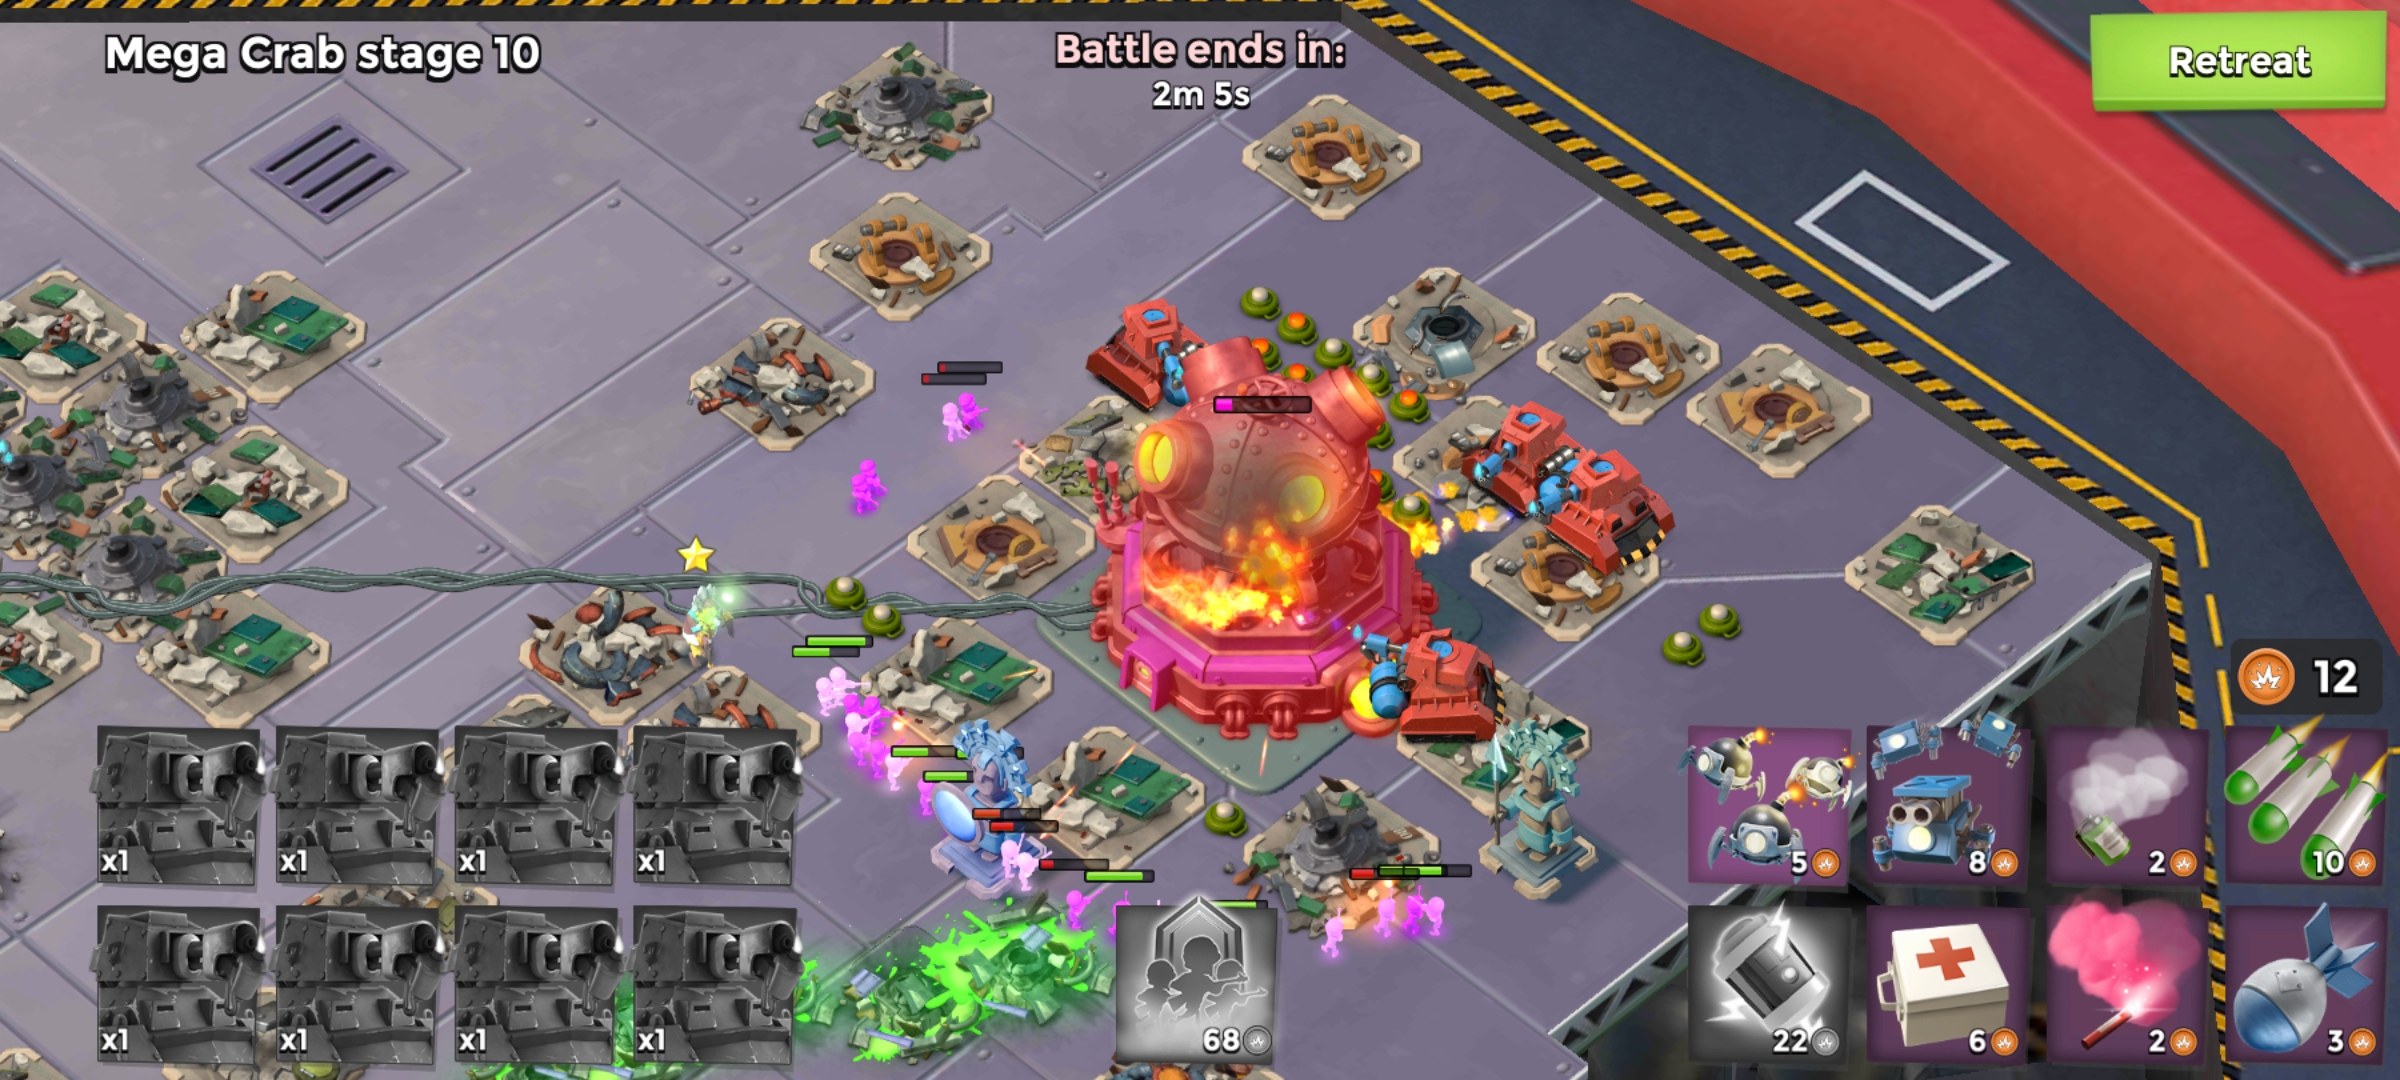 Mega Crab stage 10
Battle ends in:
2m 5s
Retreat
12
5
8
2
10
22
6
2
3
x1
x1
x1
x1
x1
x1
x1
x1
68